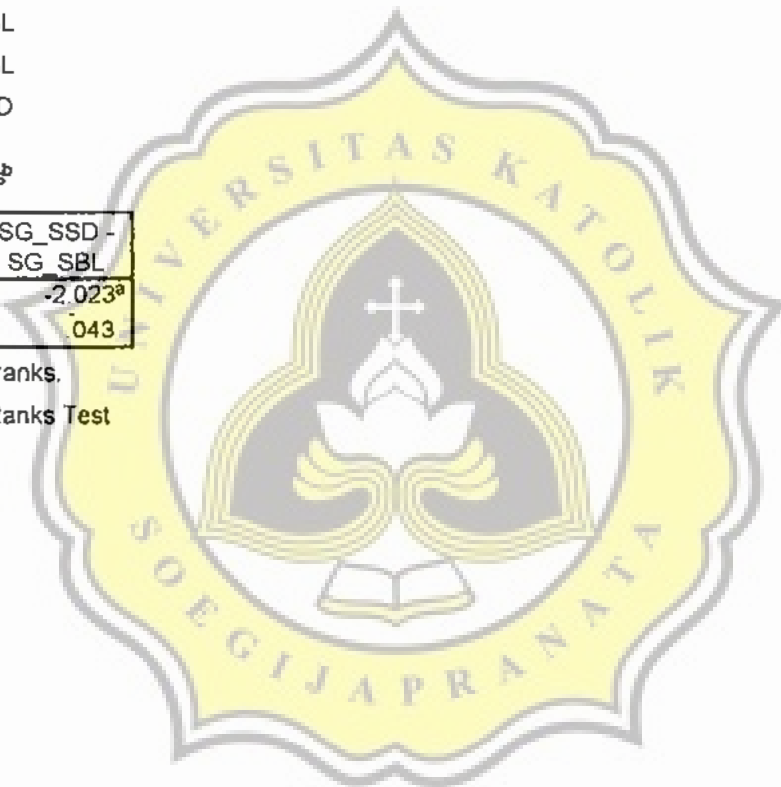 L
L
D
b
SG_SSD -
SG_SBL
-2.023a
.043
ranks.
Ranks Test
UNIVERSITAS KATOLIK
SOEGIJAPRANATA